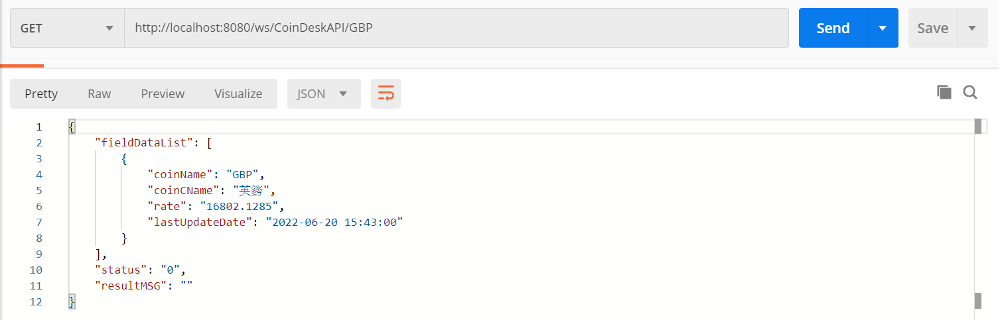 GET http://localhost:8080/ws/CoinDeskAPI/GBP Send Save
Pretty Raw Preview Visualize JSON
1 {
2 "fieldDataList": [
3 {
4 "coinName": "GBP",
5 "coinCName": "英鎊",
6 "rate": "16802.1285",
7 "lastUpdateDate": "2022-06-20 15:43:00"
8 }
9 ],
10 "status": "0",
11 "resultMSG": ""
12 }